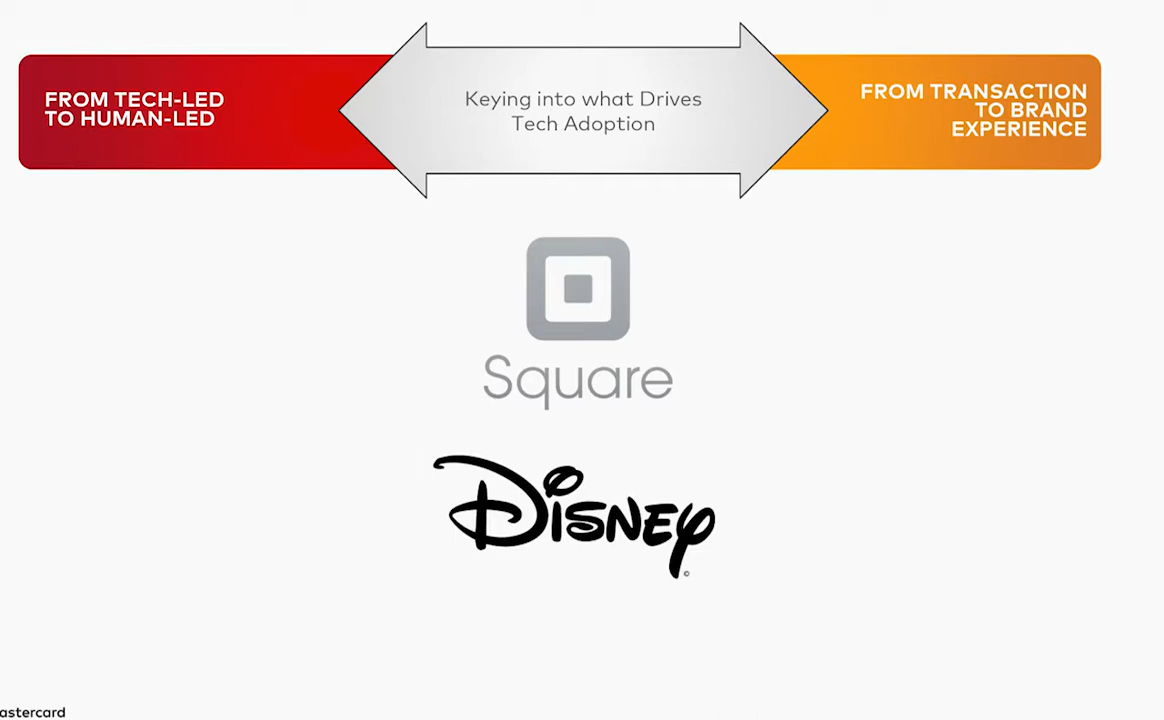 FROM TECH-LED
TO HUMAN-LED
Keying into what Drives
Tech Adoption
FROM TRANSACTION
TO BRAND
EXPERIENCE
Square
Disney
©
astercard